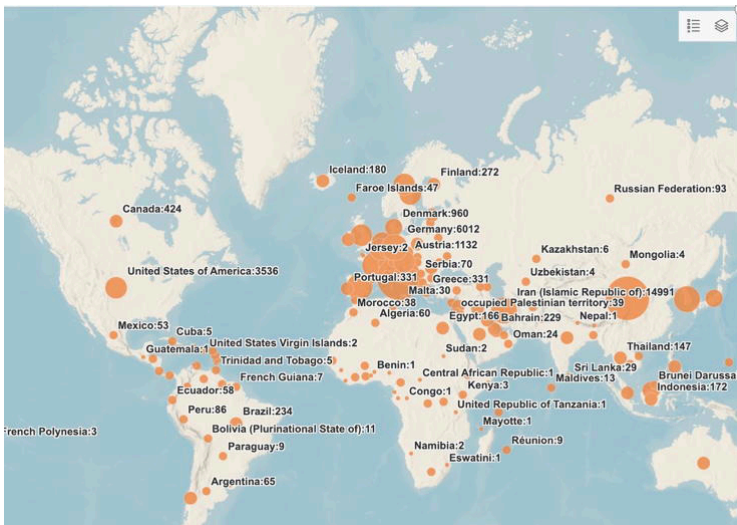 Iceland:180
Finland:272
Faroe Islands:47
Russian Federation:93
Canada:424
Denmark:960
Germany:6012
Jersey:2
Austria:1132
Kazakhstan:6
Mongolia:4
Serbia:70
United States of America:3536
Uzbekistan:4
Portugal:331
Greece:331
Malta:30
Iran (Islamic Republic of):14991
Morocco:38
occupied Palestinian territory:39
Algeria:60
Egypt:166
Bahrain:229
Nepal:1
Mexico:53
Cuba:5
Oman:24
United States Virgin Islands:2
Guatemala:1
Sudan:2
Thailand:147
Trinidad and Tobago:5
Benin:1
Central African Republic:1
Sri Lanka:29
Maldives:13
Brunei Darussa
French Guiana:7
Ecuador:58
Congo:1
Kenya:3
Indonesia:172
United Republic of Tanzania:1
Peru:86
Brazil:234
Mayotte:1
French Polynesia:3
Bolivia (Plurinational State of):11
Paraguay:9
Namibia:2
Réunion:9
Eswatini:1
Argentina:65